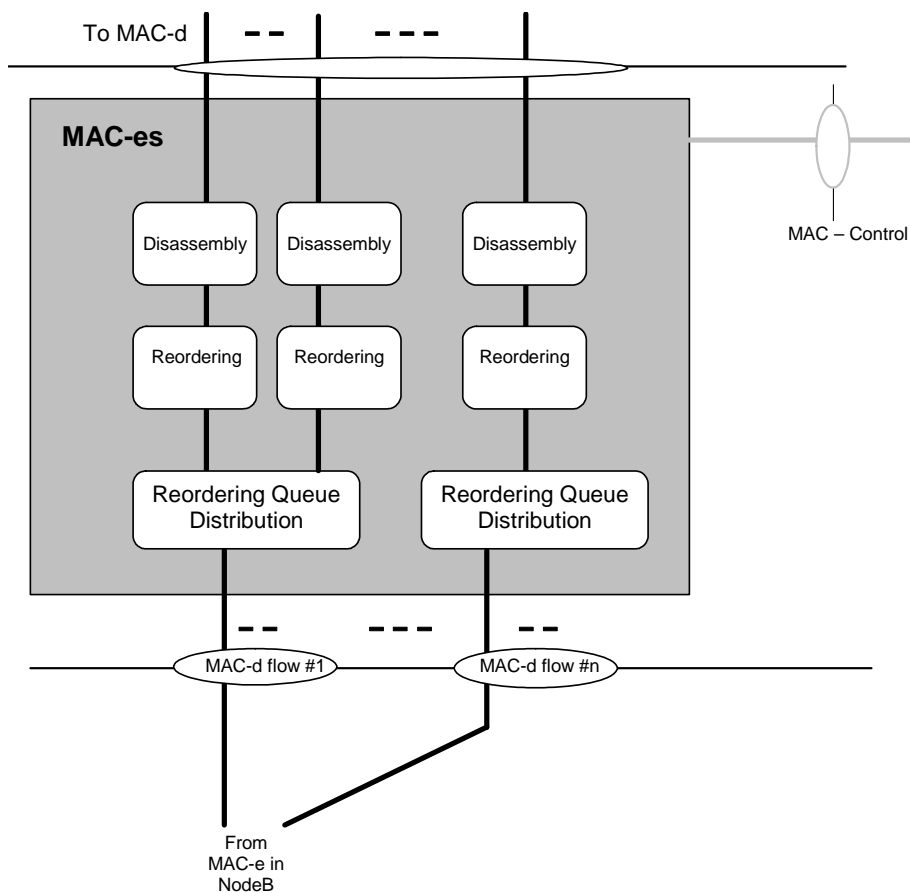 To MAC-d
MAC-es
MAC – Control
Disassembly
Disassembly
Disassembly
Reordering
Reordering
Reordering
Reordering Queue
Distribution
Reordering Queue
Distribution
MAC-d flow #1
MAC-d flow #n
From
MAC-e in
NodeB